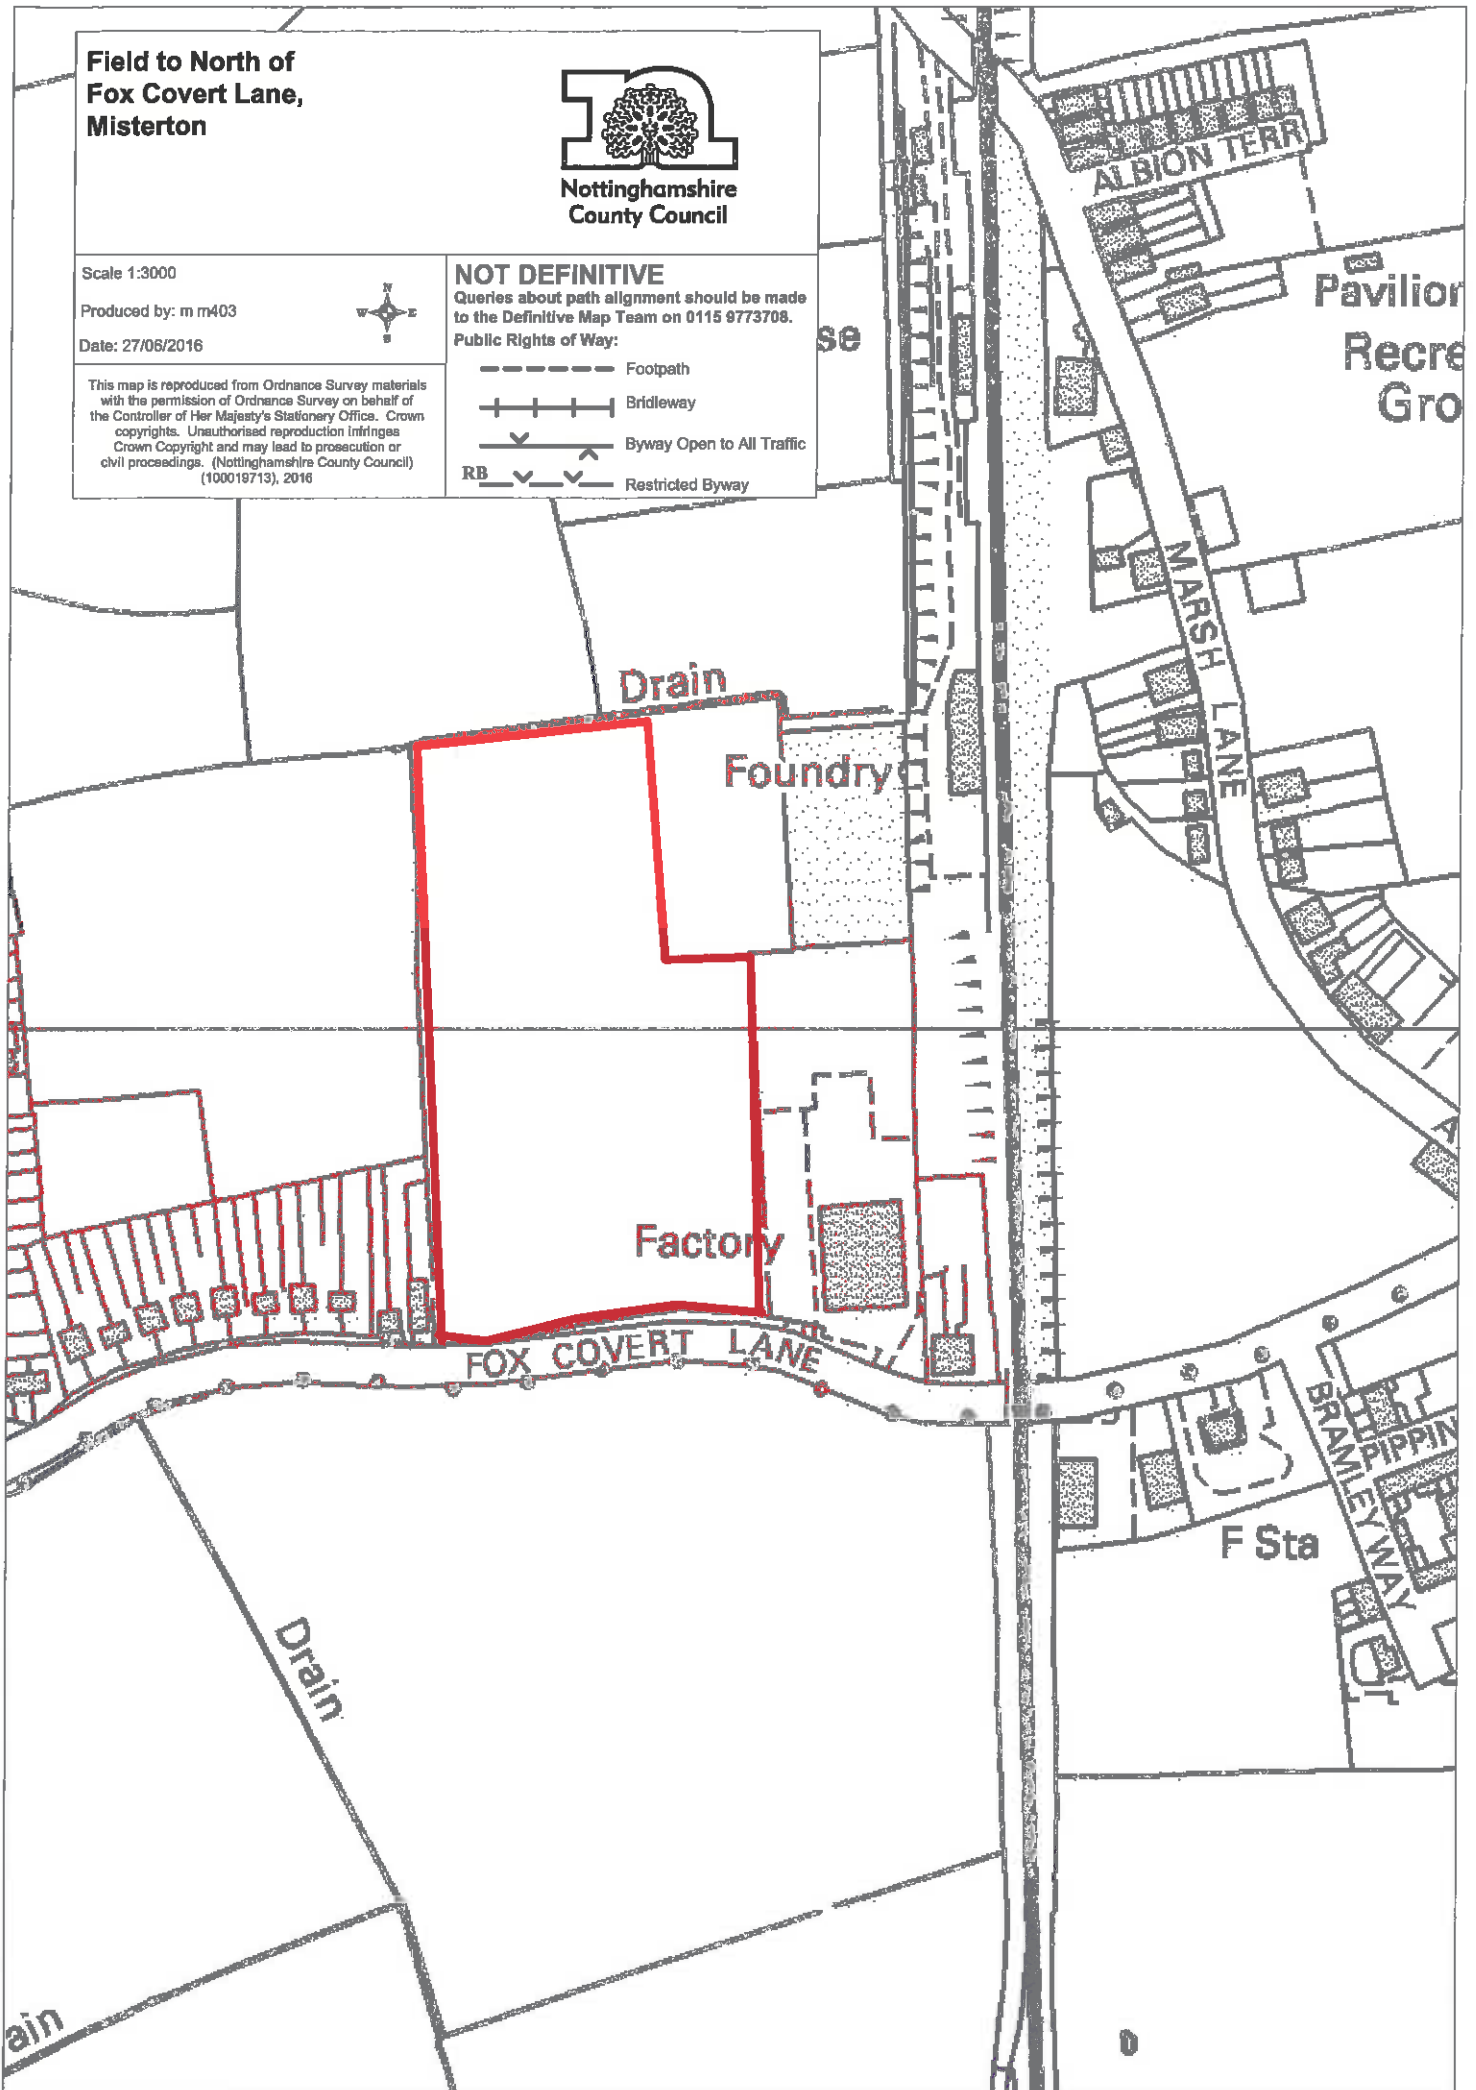 Field to North of
Fox Covert Lane,
Misterton
Nottinghamshire
County Council
Scale 1:3000
Produced by: m m403
Date: 27/06/2016
N
W E
S
This map is reproduced from Ordnance Survey materials
with the permission of Ordnance Survey on behalf of
the Controller of Her Majesty's Stationery Office. Crown
copyrights. Unauthorised reproduction infringes
Crown Copyright and may lead to prosecution or
civil proceedings. (Nottinghamshire County Council)
(100019713), 2016
NOT DEFINITIVE
Queries about path alignment should be made
to the Definitive Map Team on 0115 9773708.
Public Rights of Way:
Footpath
Bridleway
Byway Open to All Traffic
RB
Restricted Byway
se
ALBION TERR
Pavilion
Recre
Gro
MARSH LANE
Drain
Foundry
Factory
FOX COVERT LANE
BRAMLEY WAY
PIPPIN
F Sta
Drain
ain